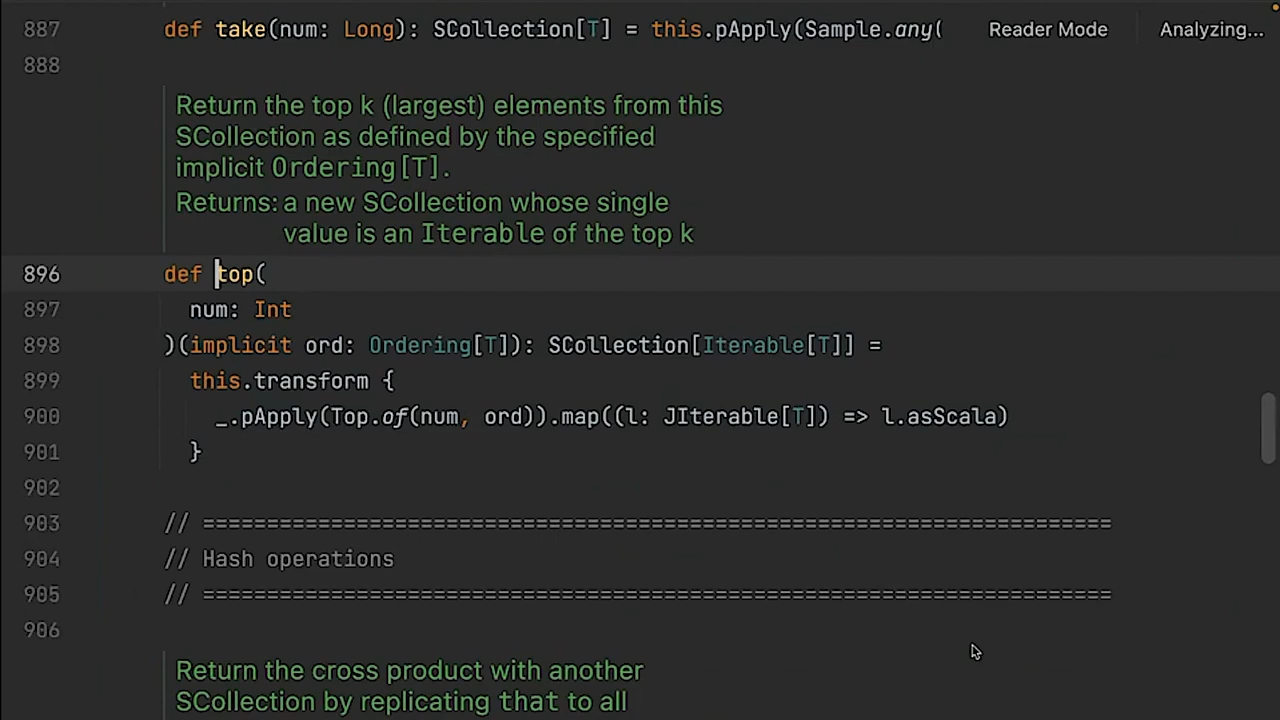 887 def take(num: Long): SCollection[T] = this.pApply(Sample.any( Reader Mode Analyzing...
888
Return the top k (largest) elements from this
SCollection as defined by the specified
implicit Ordering[T].
Returns: a new SCollection whose single
value is an Iterable of the top k
896 def top(
897 num: Int
898 )(implicit ord: Ordering[T]): SCollection[Iterable[T]] =
899 this.transform {
900 _.pApply(Top.of(num, ord)).map((l: JIterable[T]) => l.asScala)
901 }
902
903 // =======================================================================
904 // Hash operations
905 // =======================================================================
906
Return the cross product with another
SCollection by replicating that to all